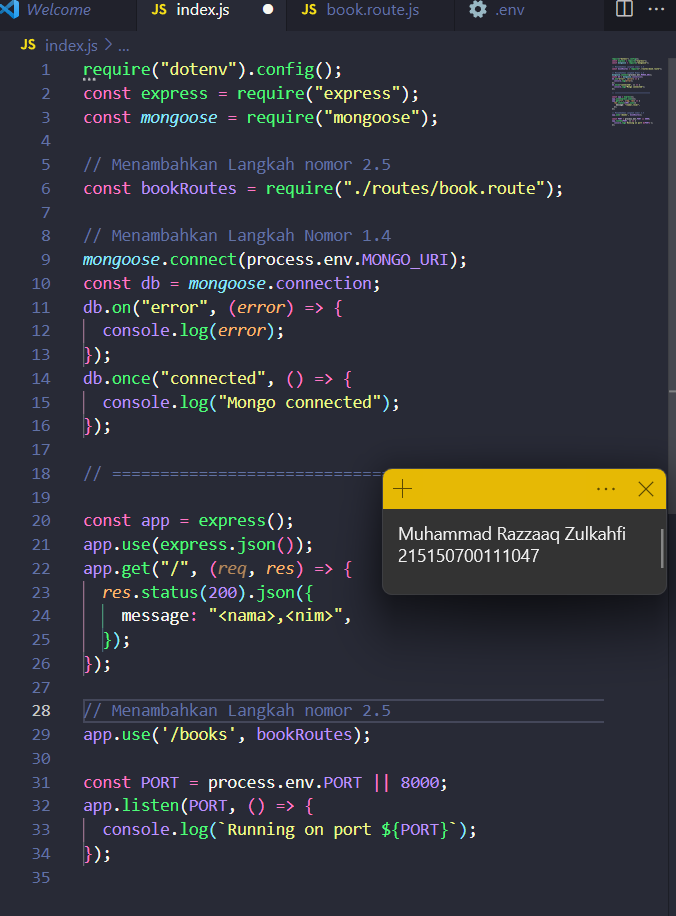 Welcome JS index.js JS book.route.js .env
JS index.js > ...
1 require("dotenv").config();
2 const express = require("express");
3 const mongoose = require("mongoose");
4
5 // Menambahkan Langkah nomor 2.5
6 const bookRoutes = require("./routes/book.route");
7
8 // Menambahkan Langkah Nomor 1.4
9 mongoose.connect(process.env.MONGO_URI);
10 const db = mongoose.connection;
11 db.on("error", (error) => {
12 console.log(error);
13 });
14 db.once("connected", () => {
15 console.log("Mongo connected");
16 });
17
18 // =============================
19
20 const app = express();
21 app.use(express.json());
22 app.get("/", (req, res) => {
23 res.status(200).json({
24 message: "<nama>,<nim>",
25 });
26 });
27
28 // Menambahkan Langkah nomor 2.5
29 app.use('/books', bookRoutes);
30
31 const PORT = process.env.PORT || 8000;
32 app.listen(PORT, () => {
33 console.log(`Running on port ${PORT}`);
34 });
35
Muhammad Razzaaq Zulkahfi
215150700111047